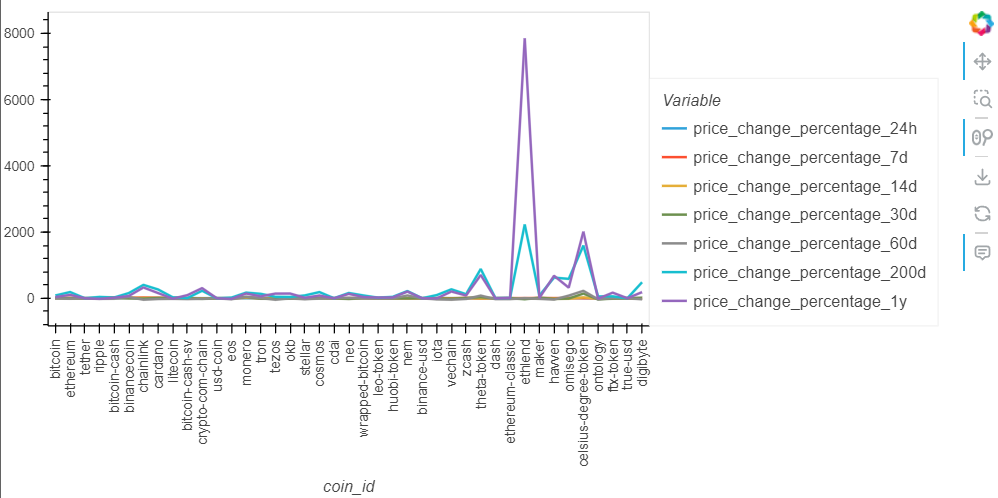 8000
6000
4000
2000
0
Variable
price_change_percentage_24h
price_change_percentage_7d
price_change_percentage_14d
price_change_percentage_30d
price_change_percentage_60d
price_change_percentage_200d
price_change_percentage_1y
bitcoin
ethereum
tether
ripple
bitcoin-cash
binancecoin
chainlink
cardano
litecoin
bitcoin-cash-sv
crypto-com-chain
usd-coin
eos
monero
tron
tezos
okb
stellar
cosmos
cdai
neo
wrapped-bitcoin
leo-token
huobi-token
nem
binance-usd
iota
vechain
zcash
theta-token
dash
ethereum-classic
ethlend
maker
havven
omisego
celsius-degree-token
ontology
ftx-token
true-usd
digibyte
coin_id